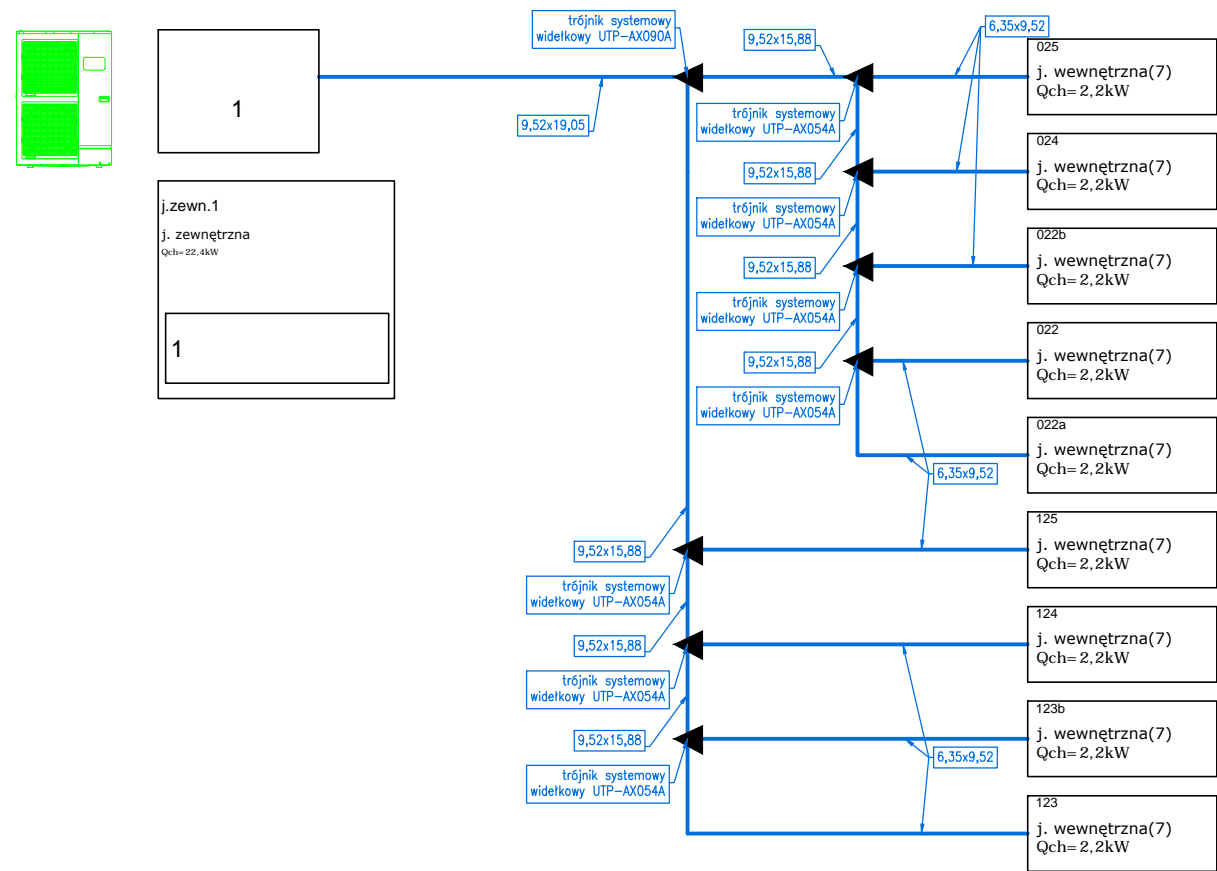 trójnik systemowy
widełkowy UTP-AX090A
9,52x15,88
6,35x9,52
1
9,52x19,05
trójnik systemowy
widełkowy UTP-AX054A
025
j. wewnętrzna(7)
Qch=2,2kW
j.zewn.1
j. zewnętrzna
Qch=22,4kW
1
9,52x15,88
trójnik systemowy
widełkowy UTP-AX054A
024
j. wewnętrzna(7)
Qch=2,2kW
9,52x15,88
trójnik systemowy
widełkowy UTP-AX054A
022b
j. wewnętrzna(7)
Qch=2,2kW
9,52x15,88
trójnik systemowy
widełkowy UTP-AX054A
022
j. wewnętrzna(7)
Qch=2,2kW
022a
j. wewnętrzna(7)
Qch=2,2kW
6,35x9,52
9,52x15,88
trójnik systemowy
widełkowy UTP-AX054A
125
j. wewnętrzna(7)
Qch=2,2kW
9,52x15,88
trójnik systemowy
widełkowy UTP-AX054A
124
j. wewnętrzna(7)
Qch=2,2kW
9,52x15,88
trójnik systemowy
widełkowy UTP-AX054A
123b
j. wewnętrzna(7)
Qch=2,2kW
6,35x9,52
123
j. wewnętrzna(7)
Qch=2,2kW